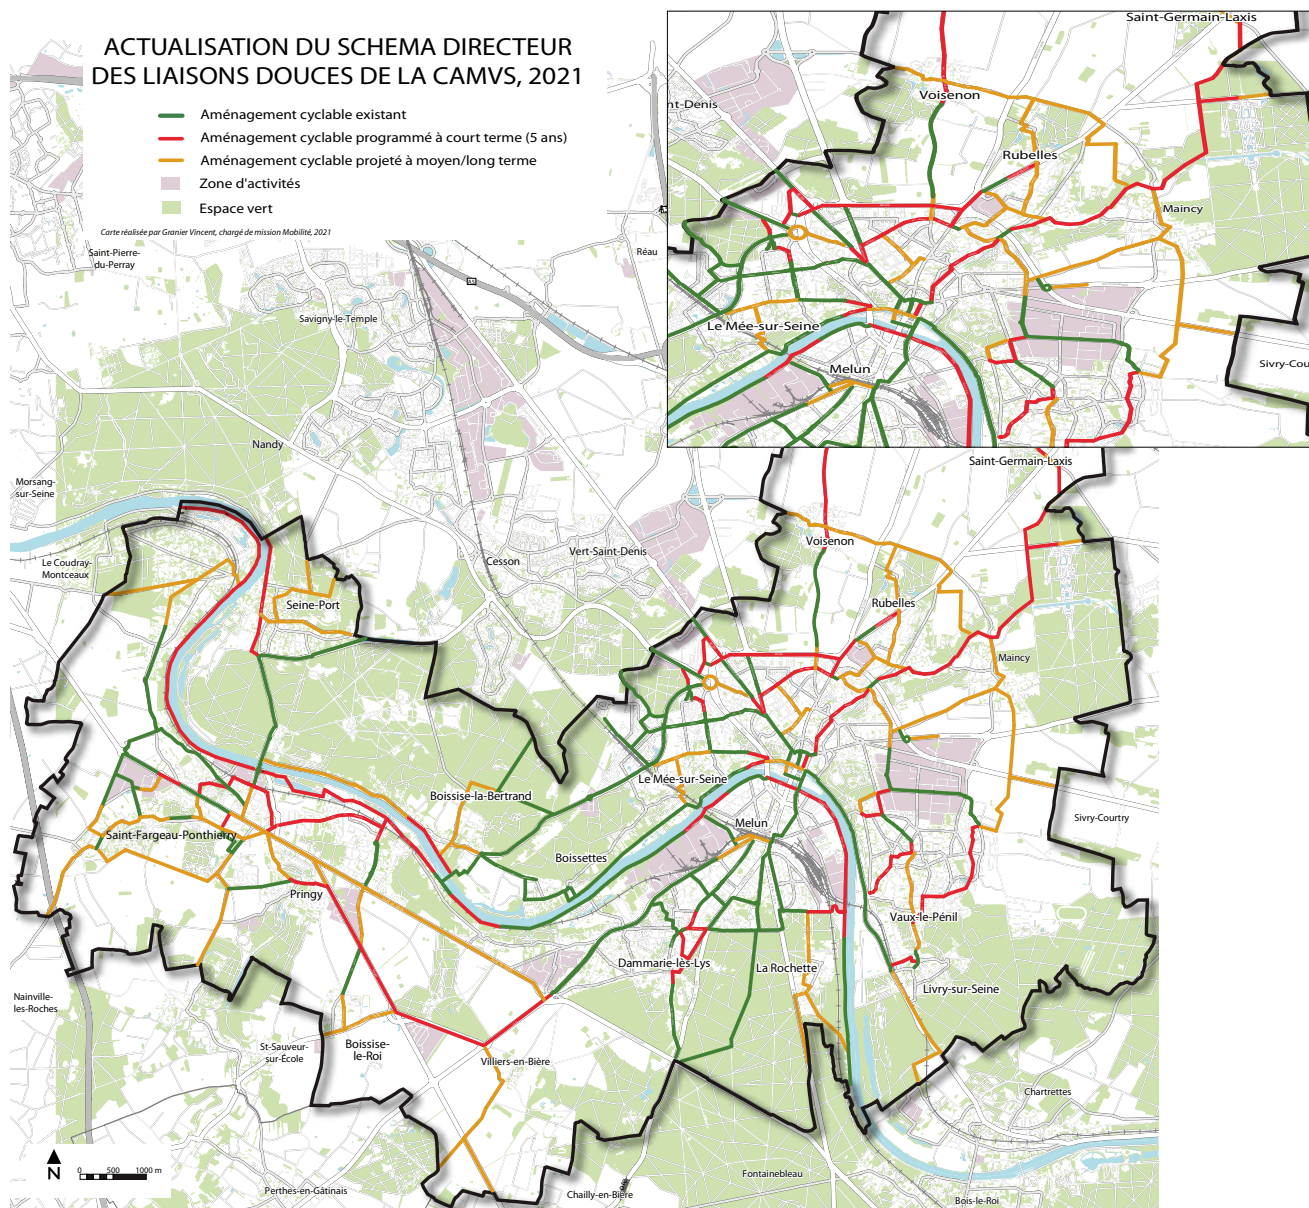 ACTUALISATION DU SCHEMA DIRECTEUR
DES LIAISONS DOUCES DE LA CAMVS, 2021
Aménagement cyclable existant
Aménagement cyclable programmé à court terme (5 ans)
Aménagement cyclable projeté à moyen/long terme
Zone d'activités
Espace vert
Carte réalisée par Granier Vincent, chargé de mission Mobilité, 2021
Saint-Germain-Laxis
Voisenon
nt-Denis
Rubelles
Maincy
Le Mée-sur-Seine
Melun
Sivry-Cou
Saint-Pierre-
du-Perray
Réau
Savigny-le-Temple
Nandy
Morsang-
sur-Seine
Saint-Germain-Laxis
Voisenon
Vert-Saint-Denis
Cesson
Le Coudray-
Montceaux
Seine-Port
Rubelles
Maincy
Le Mée-sur-Seine
Boissise-la-Bertrand
Sivry-Courtry
Melun
Saint-Fargeau-Ponthierry
Boissettes
Pringy
Vaux-le-Pénil
Dammarie-les-Lys
La Rochette
Livry-sur-Seine
Nainville-
les-Roches
St-Sauveur-
sur-École
Boissise-
le-Roi
Villiers-en-Bière
Chartrettes
N
0 500 1000 m
Fontainebleau
Perthes-en-Gâtinais
Chailly-en-Bière
Bois-le-Roi